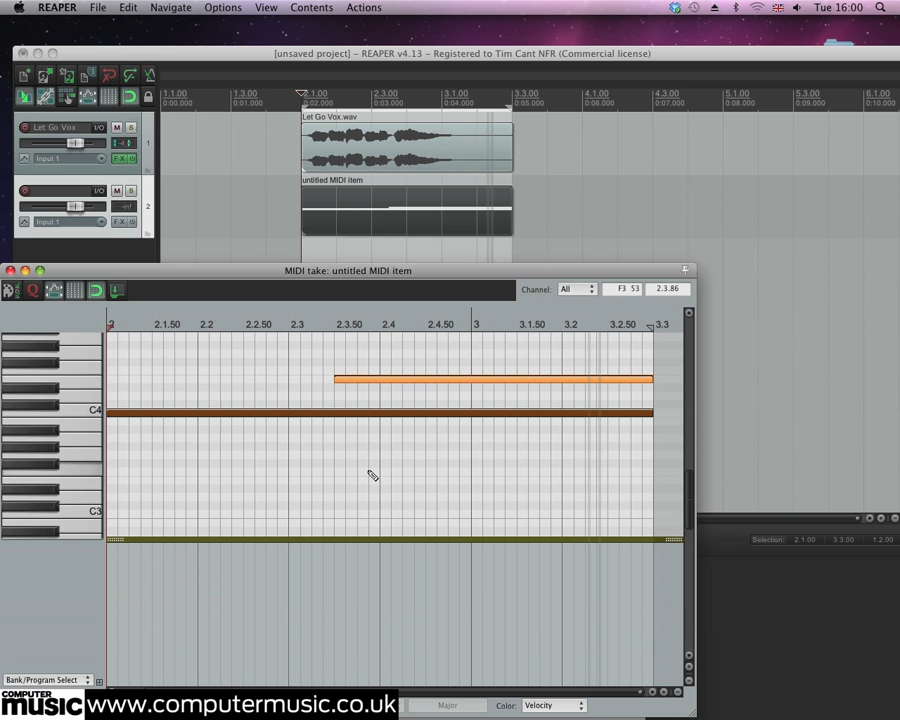 REAPER File Edit Navigate Options View Contents Actions Tue 16:00
[unsaved project] - REAPER v4.13 - Registered to Tim Cant NFR (Commercial license)
1.1.00 1.3.00 2.1.00 2.3.00 3.1.00 3.3.00 4.1.00 4.3.00 5.1.00 5.3.00 6.1.00
0:00.000 0:01.000 0:02.000 0:03.000 0:04.000 0:05.000 0:06.000 0:07.000 0:08.000 0:09.000 0:10.000
Let Go Vox.wav
Let Go Vox I/O M S
1
Input 1 FX
untitled MIDI item
I/O M S
-inf 2
Input 1 FX
MIDI take: untitled MIDI item
Q Channel: All F3 53 2.3.86
2 2.1.50 2.2 2.2.50 2.3 2.3.50 2.4 2.4.50 3 3.1.50 3.2 3.2.50 3.3
C4
C3
Selection: 2.1.00 3.3.00 1.2.00
Bank/Program Select
COMPUTER
music www.computermusic.co.uk Major Color: Velocity